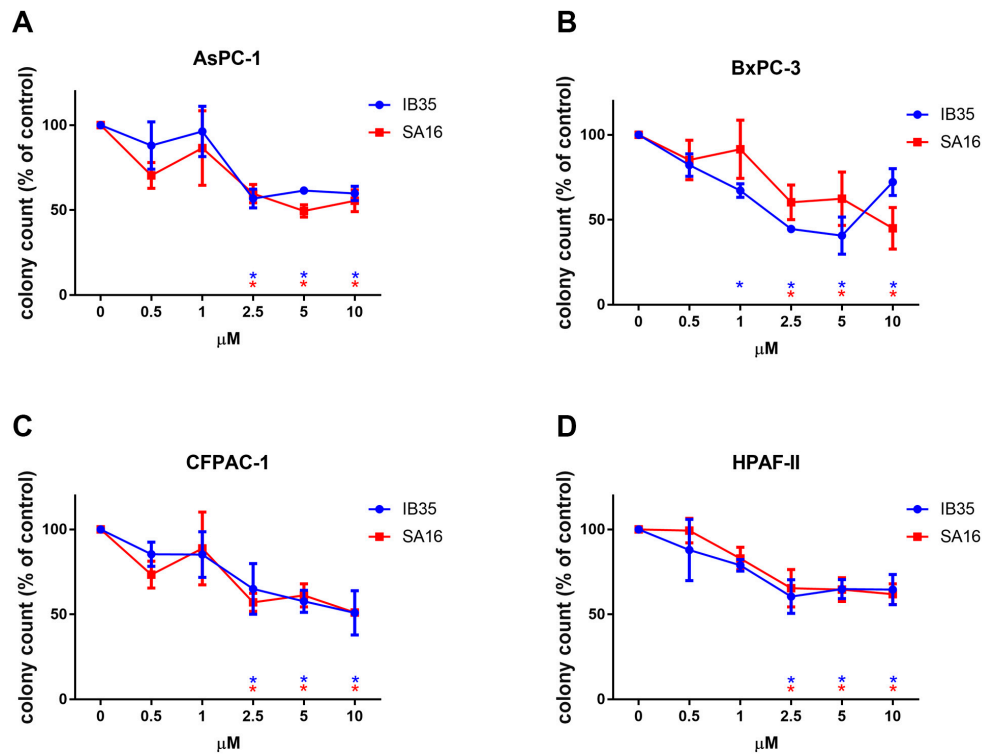 A
AsPC-1
colony count (% of control)
100
50
0
IB35
SA16
* * *
* * *
0 0.5 1 2.5 5 10
μM
B
BxPC-3
colony count (% of control)
100
50
0
IB35
SA16
* * * *
* * *
0 0.5 1 2.5 5 10
μM
C
CFPAC-1
colony count (% of control)
100
50
0
IB35
SA16
* * *
* * *
0 0.5 1 2.5 5 10
μM
D
HPAF-II
colony count (% of control)
100
50
0
IB35
SA16
* * *
* * *
0 0.5 1 2.5 5 10
μM